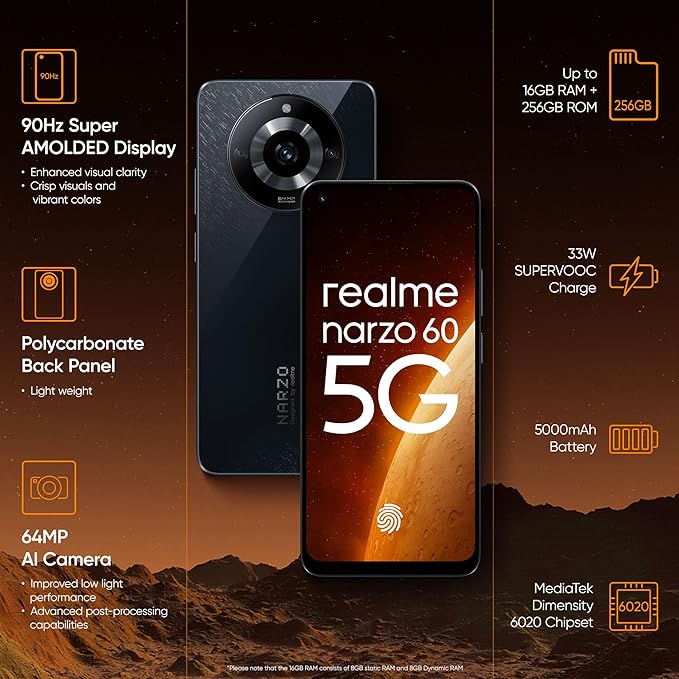 90Hz
90Hz Super
AMOLDED Display
• Enhanced visual clarity
• Crisp visuals and
vibrant colors
Polycarbonate
Back Panel
• Light weight
64MP
AI Camera
• Improved low light
performance
• Advanced post-processing
capabilities
NARZO
Designed by realme
realme
narzo 60
5G
Up to
16GB RAM +
256GB ROM
256GB
33W
SUPERVOOC
Charge
5000mAh
Battery
MediaTek
Dimensity
6020 Chipset
6020
*Please note that the 16GB RAM consists of 8GB static RAM and 8GB Dynamic RAM